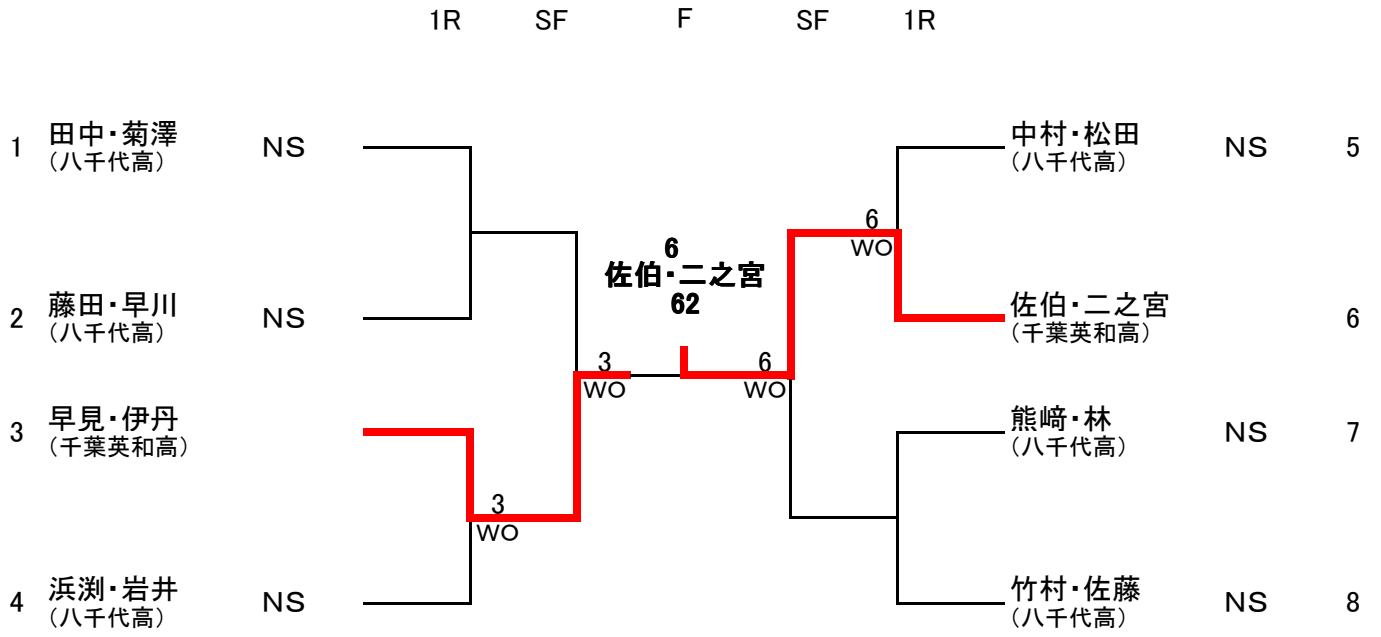 1R SF F SF 1R
1 田中・菊澤 NS
(八千代高)
中村・松田 NS 5
(八千代高)
6
WO
6
佐伯・二之宮
62
2 藤田・早川 NS
(八千代高)
佐伯・二之宮 6
(千葉英和高)
3
WO
6
WO
3 早見・伊丹
(千葉英和高)
熊﨑・林 NS 7
(八千代高)
3
WO
4 浜渕・岩井 NS
(八千代高)
竹村・佐藤 NS 8
(八千代高)